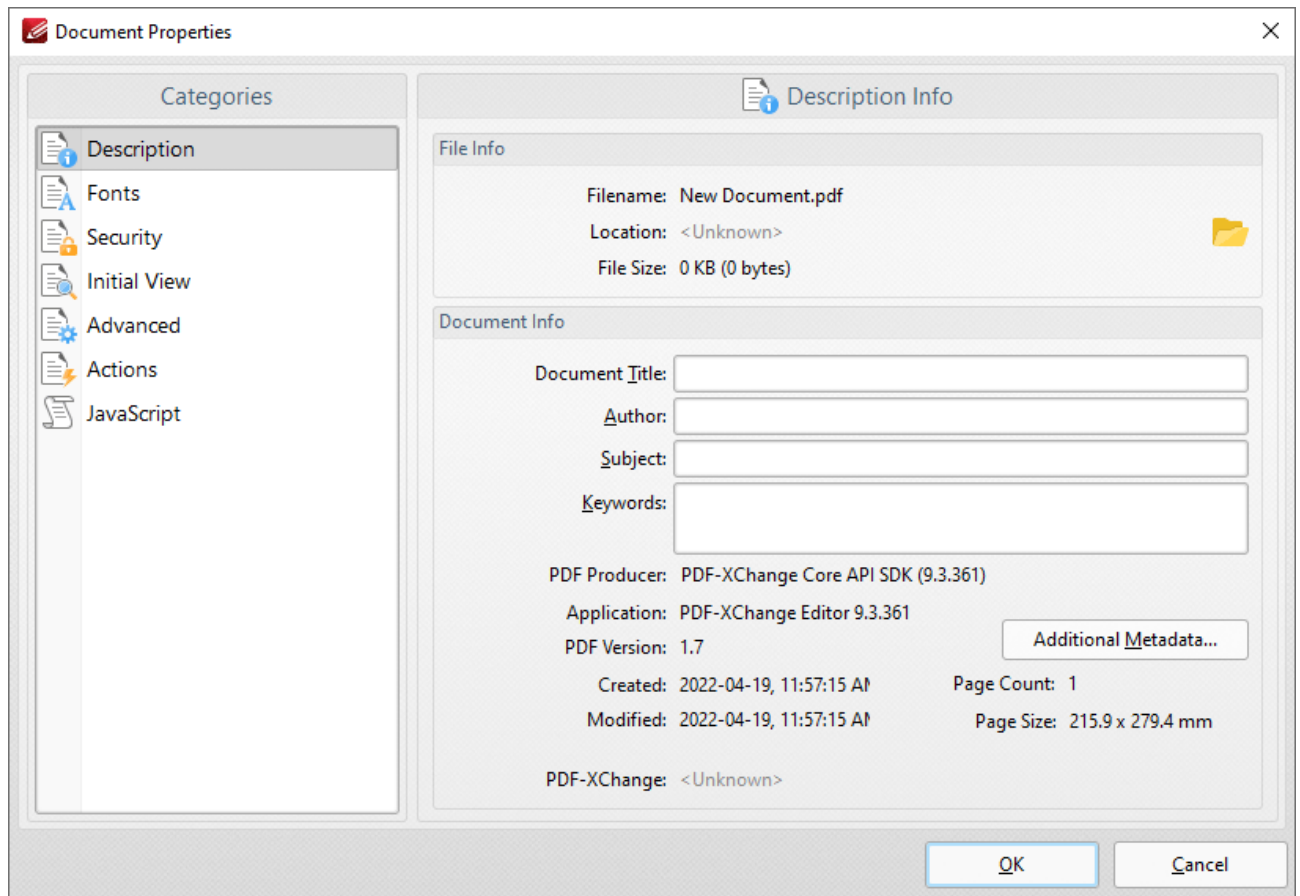 Document Properties
Categories
Description
Fonts
Security
Initial View
Advanced
Actions
JavaScript
Description Info
File Info
Filename: New Document.pdf
Location: <Unknown>
File Size: 0 KB (0 bytes)
Document Info
Document Title:
Author:
Subject:
Keywords:
PDF Producer: PDF-XChange Core API SDK (9.3.361)
Application: PDF-XChange Editor 9.3.361
PDF Version: 1.7
Additional Metadata...
Created: 2022-04-19, 11:57:15 AM
Page Count: 1
Modified: 2022-04-19, 11:57:15 AM
Page Size: 215.9 x 279.4 mm
PDF-XChange: <Unknown>
OK
Cancel